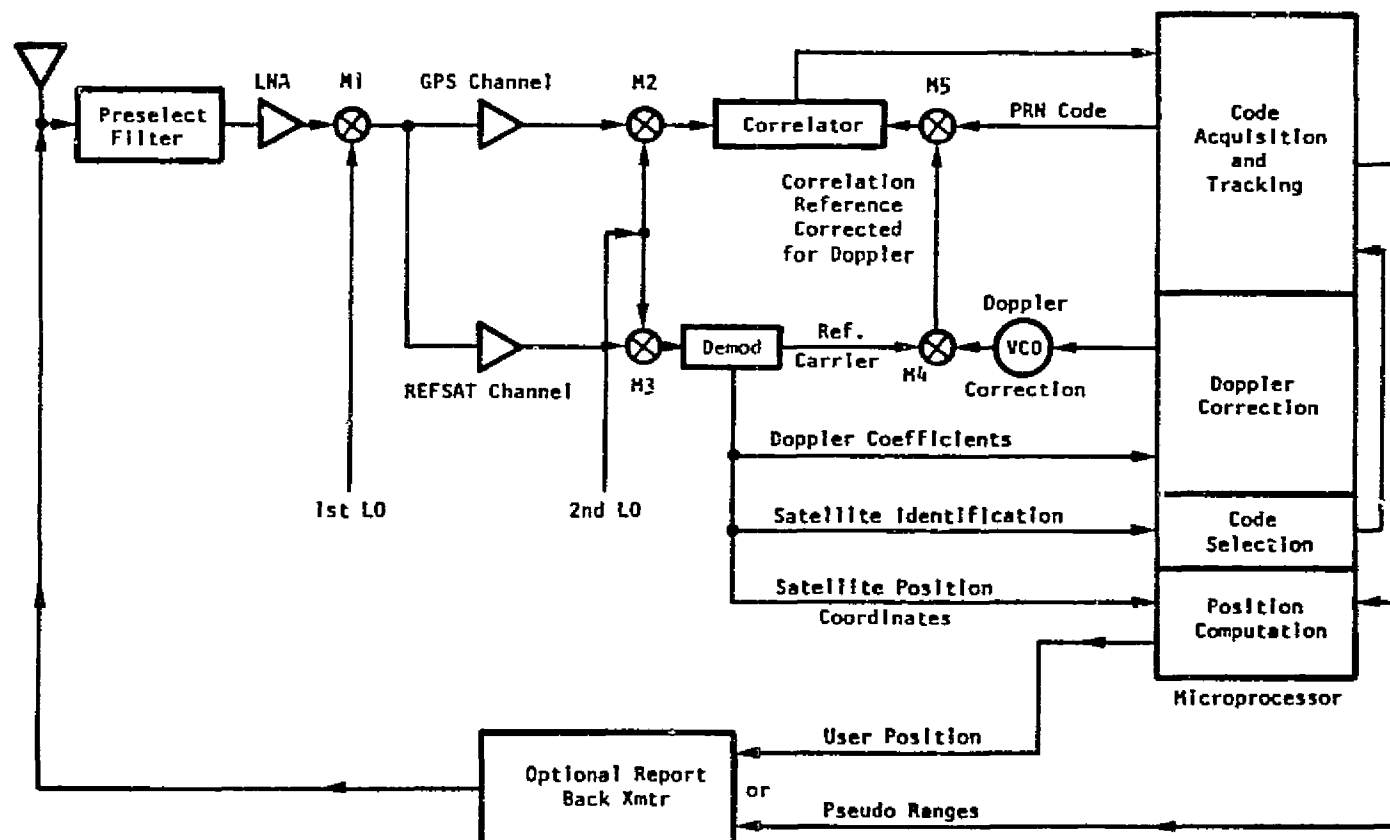 LNA
M1
GPS Channel
M2
M5
Preselect
Filter
Correlator
PRN Code
Code
Acquisition
and
Tracking
Correlation
Reference
Corrected
for Doppler
Doppler
Demod
Ref.
Carrier
VCO
M4
Correction
REFSAT Channel
M3
Doppler
Correction
Doppler Coefficients
1st LO
2nd LO
Satellite Identification
Code
Selection
Satellite Position
Coordinates
Position
Computation
Microprocessor
User Position
Optional Report
Back Xmtr
or
Pseudo Ranges